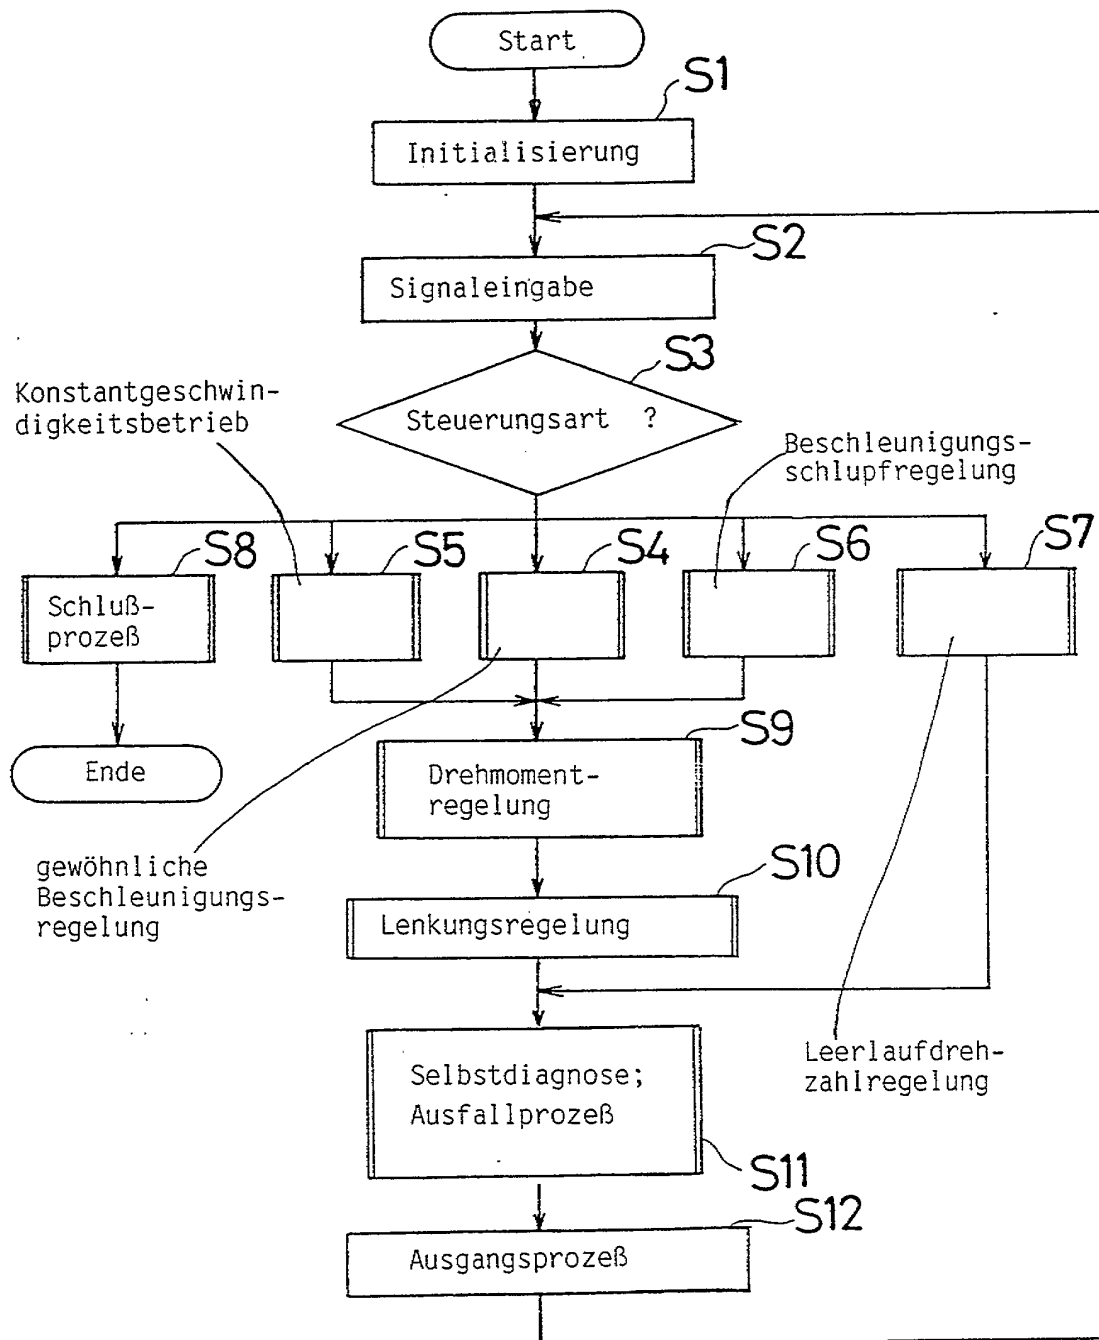 Start
S1
Initialisierung
S2
Signaleingabe
S3
Steuerungsart ?
Konstantgeschwin-
digkeitsbetrieb
Beschleunigungs-
schlupfregelung
S8
S5
S4
S6
S7
Schluß-
prozeß
S9
Ende
Drehmoment-
regelung
gewöhnliche
Beschleunigungs-
regelung
S10
Lenkungsregelung
Leerlaufdreh-
zahlregelung
Selbstdiagnose;
Ausfallprozeß
S11
S12
Ausgangsprozeß